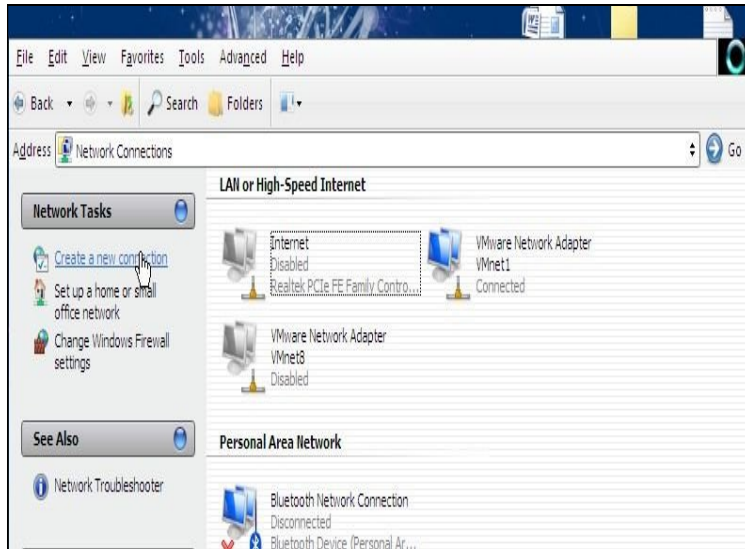 File Edit View Favorites Tools Advanced Help
Back Search Folders
Address Network Connections Go
Network Tasks
Create a new connection
Set up a home or small
office network
Change Windows Firewall
settings
See Also
Network Troubleshooter
LAN or High-Speed Internet
Internet
Disabled
Realtek PCIe FE Family Contro...
VMware Network Adapter
VMnet1
Connected
VMware Network Adapter
VMnet8
Disabled
Personal Area Network
Bluetooth Network Connection
Disconnected
Bluetooth Device (Personal Ar...